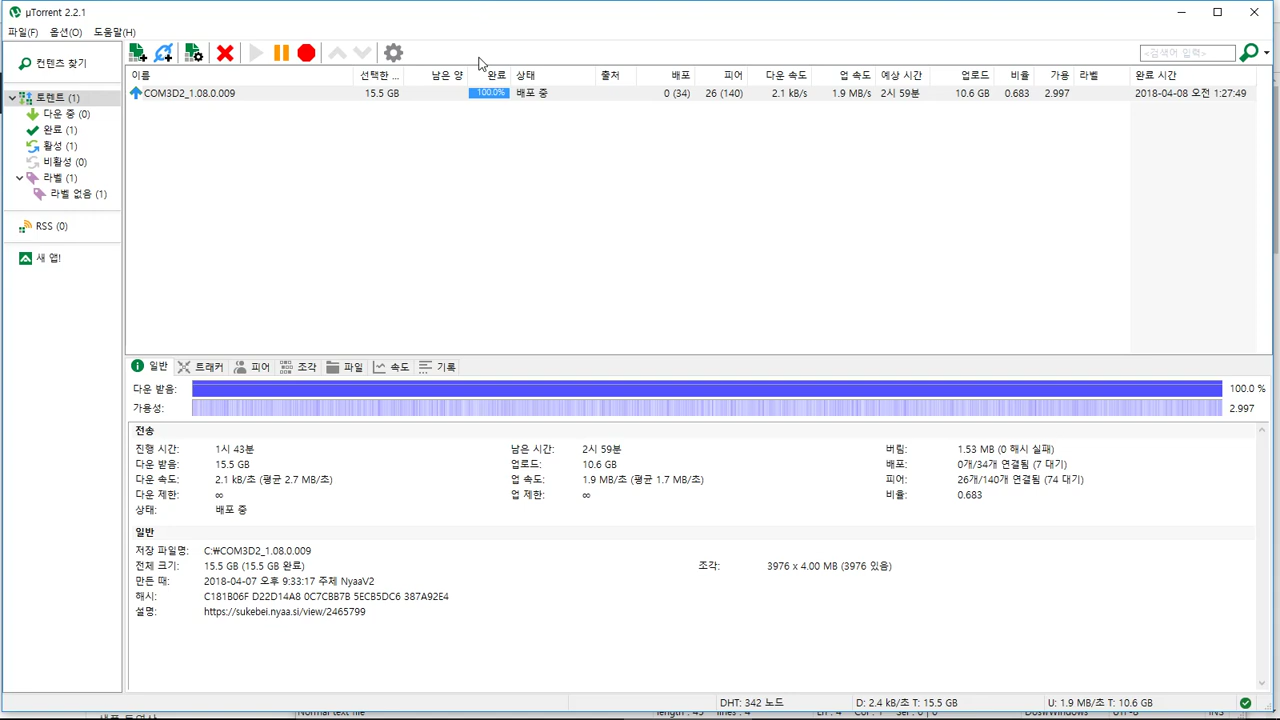 µTorrent 2.2.1
파일(F) 옵션(O) 도움말(H)
컨텐츠 찾기
<검색어 입력>
이름 선택한 ... 남은 양 완료 상태 출저 배포 피어 다운 속도 업 속도 예상 시간 업로드 비율 가용 라벨 완료 시간
COM3D2_1.08.0.009 15.5 GB 100.0% 배포 중 0 (34) 26 (140) 2.1 kB/s 1.9 MB/s 2시 59분 10.6 GB 0.683 2.997 2018-04-08 오전 1:27:49
토렌트 (1)
다운 중 (0)
완료 (1)
활성 (1)
비활성 (0)
라벨 (1)
라벨 없음 (1)
RSS (0)
새 앱!
일반 트래커 피어 조각 파일 속도 기록
다운 받음: 100.0 %
가용성: 2.997
전송
진행 시간: 1시 43분 남은 시간: 2시 59분 버림: 1.53 MB (0 해시 실패)
다운 받음: 15.5 GB 업로드: 10.6 GB 배포: 0개/34개 연결됨 (7 대기)
다운 속도: 2.1 kB/초 (평균 2.7 MB/초) 업 속도: 1.9 MB/초 (평균 1.7 MB/초) 피어: 26개/140개 연결됨 (74 대기)
다운 제한: ∞ 업 제한: ∞ 비율: 0.683
상태: 배포 중
일반
저장 파일명: C:₩COM3D2_1.08.0.009
전체 크기: 15.5 GB (15.5 GB 완료) 조각: 3976 x 4.00 MB (3976 있음)
만든 때: 2018-04-07 오후 9:33:17 주체 NyaaV2
해시: C181B06F D22D14A8 0C7CBB7B 5ECB5DC6 387A92E4
설명: https://sukebei.nyaa.si/view/2465799
DHT: 342 노드 D: 2.4 kB/초 T: 15.5 GB U: 1.9 MB/초 T: 10.6 GB